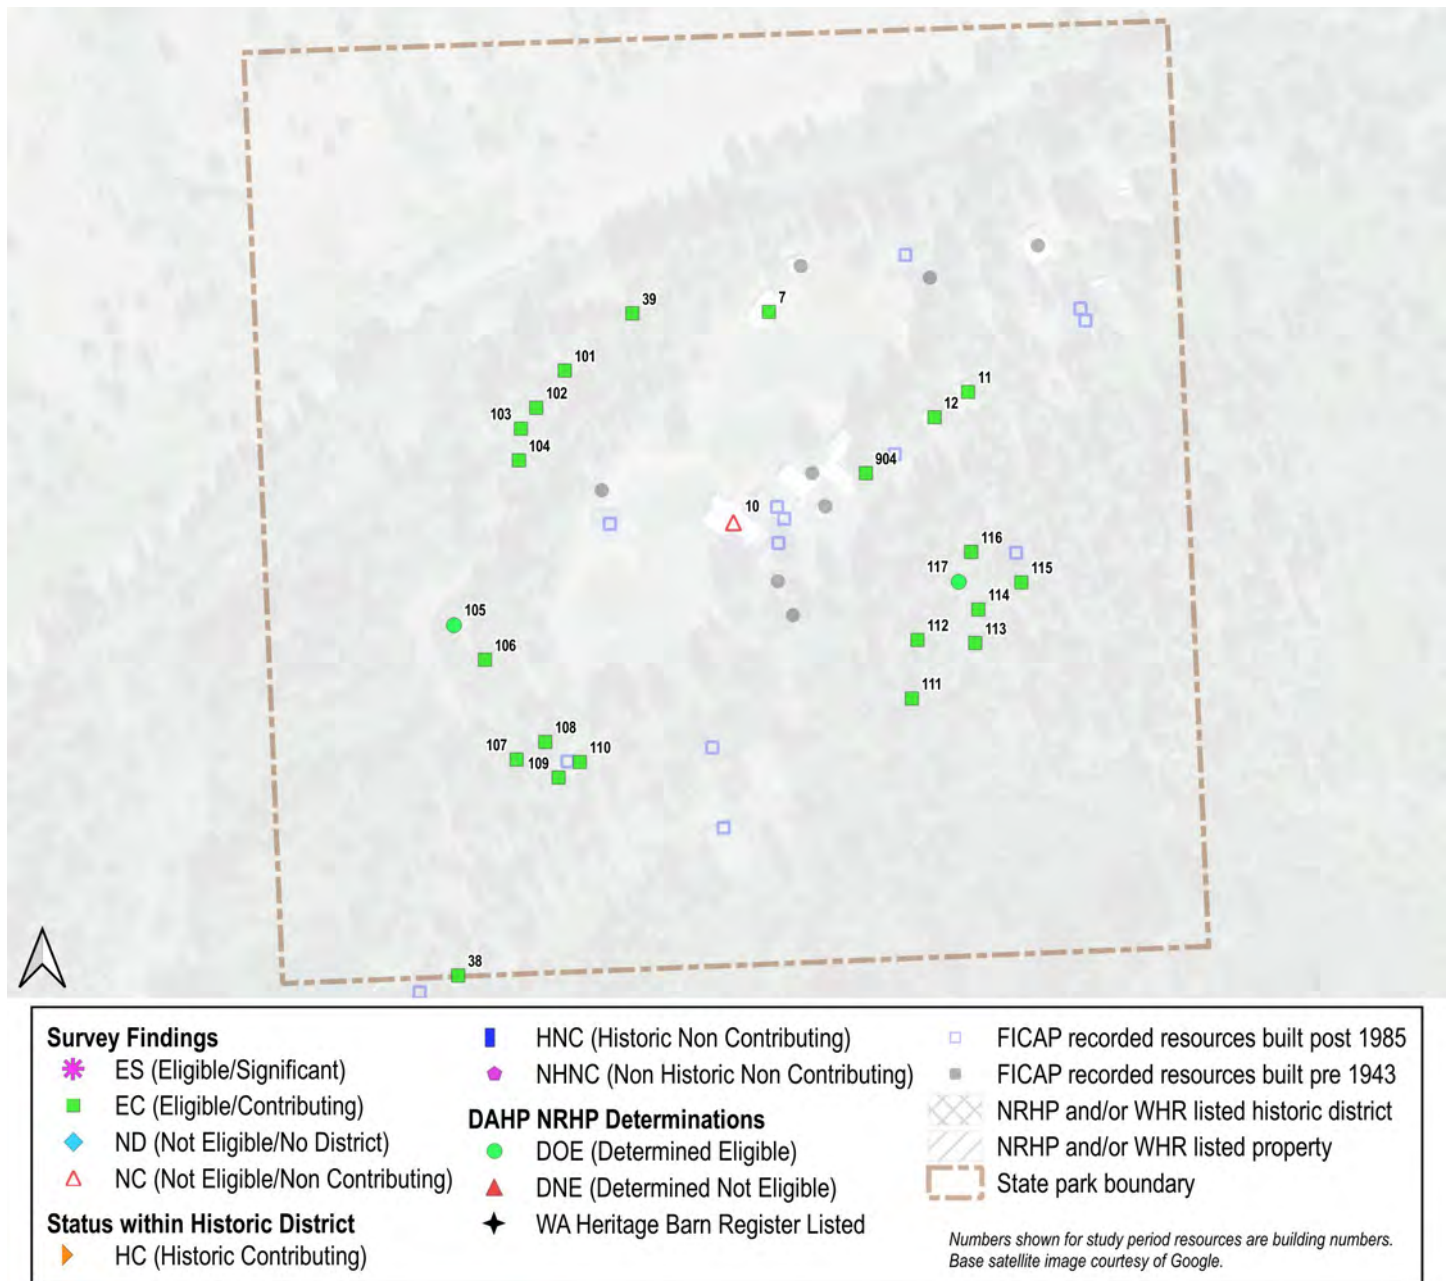 39
7
101
102
103
104
11
12
904
10
116
117
115
114
112
113
111
105
106
108
107
110
109
38
Survey Findings
ES (Eligible/Significant)
EC (Eligible/Contributing)
ND (Not Eligible/No District)
NC (Not Eligible/Non Contributing)
Status within Historic District
HC (Historic Contributing)
HNC (Historic Non Contributing)
NHNC (Non Historic Non Contributing)
DAHP NRHP Determinations
DOE (Determined Eligible)
DNE (Determined Not Eligible)
WA Heritage Barn Register Listed
FICAP recorded resources built post 1985
FICAP recorded resources built pre 1943
NRHP and/or WHR listed historic district
NRHP and/or WHR listed property
State park boundary
Numbers shown for study period resources are building numbers.
Base satellite image courtesy of Google.